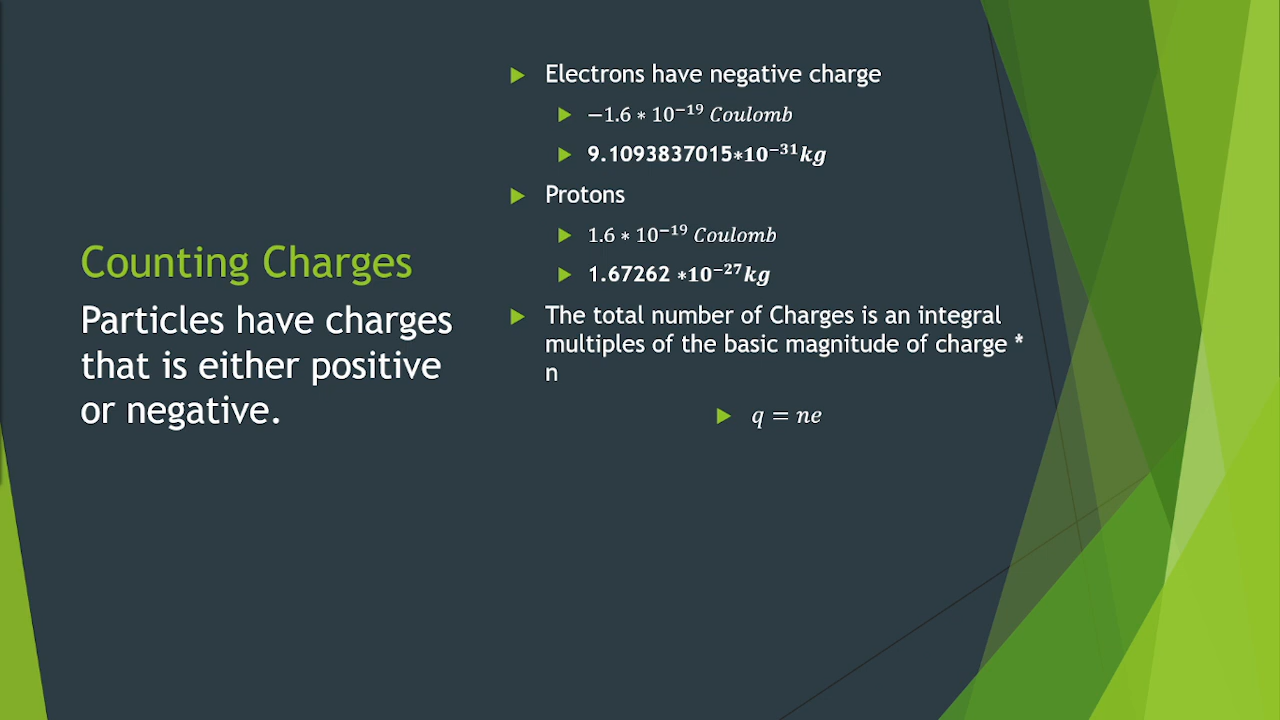 Counting Charges
Particles have charges
that is either positive
or negative.
Electrons have negative charge
−1.6 * 10⁻¹⁹ Coulomb
9.1093837015*10⁻³¹kg
Protons
1.6 * 10⁻¹⁹ Coulomb
1.67262 *10⁻²⁷kg
The total number of Charges is an integral
multiples of the basic magnitude of charge *
n
q = ne